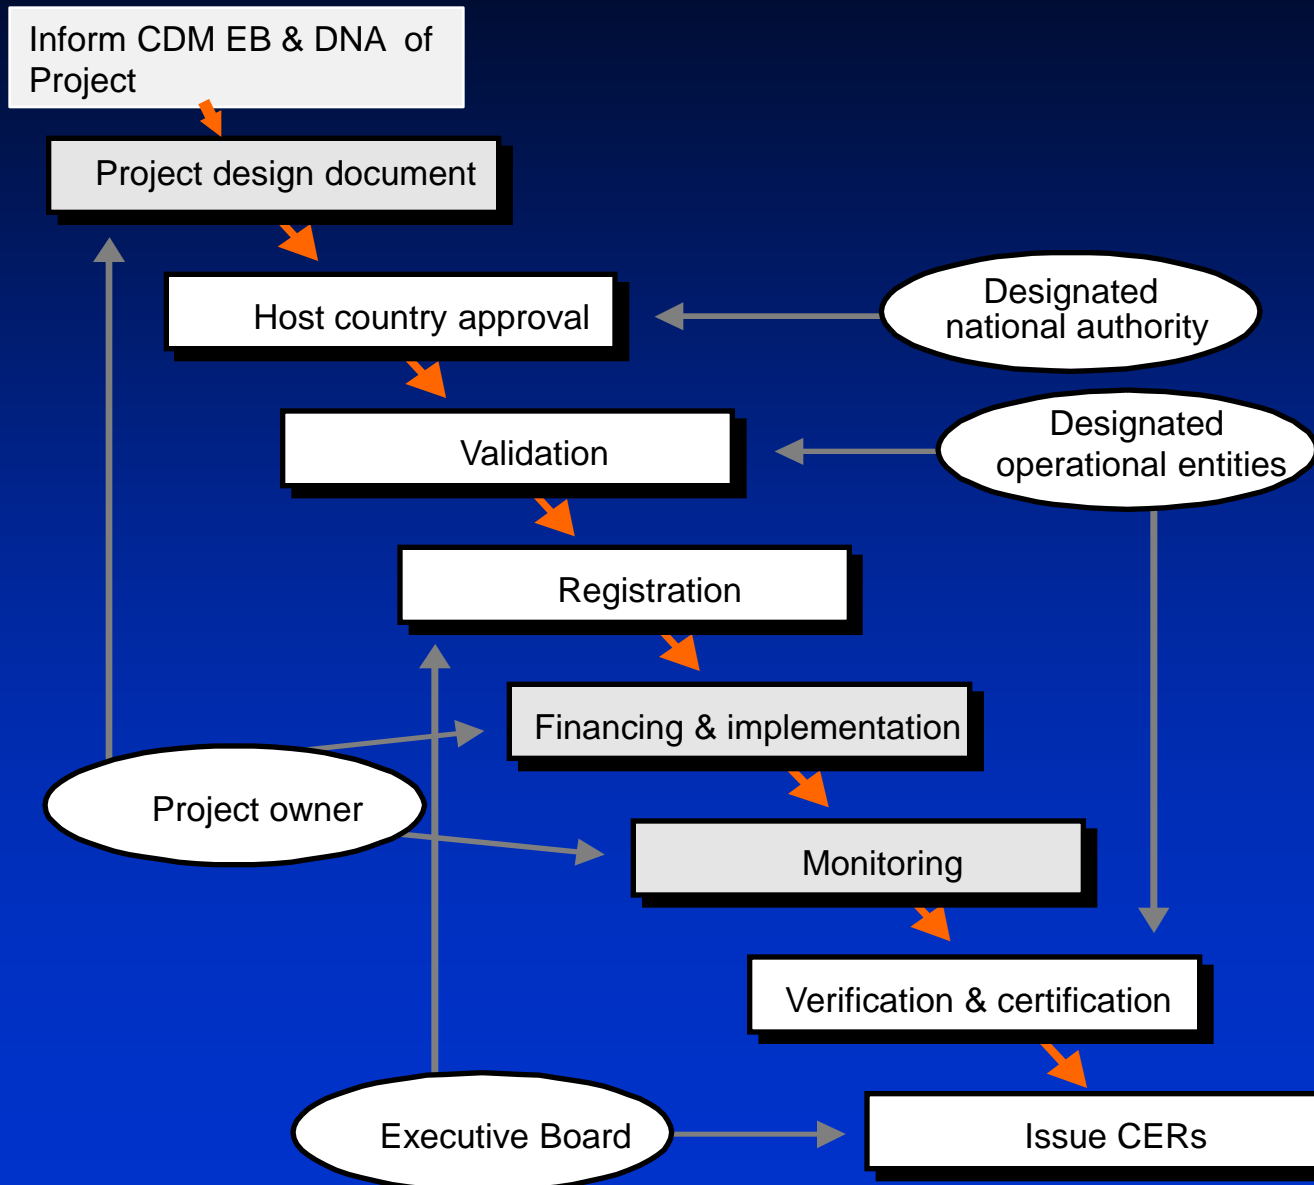 Inform CDM EB & DNA of
Project
Project design document
Host country approval
Designated
national authority
Validation
Designated
operational entities
Registration
Financing & implementation
Project owner
Monitoring
Verification & certification
Executive Board
Issue CERs